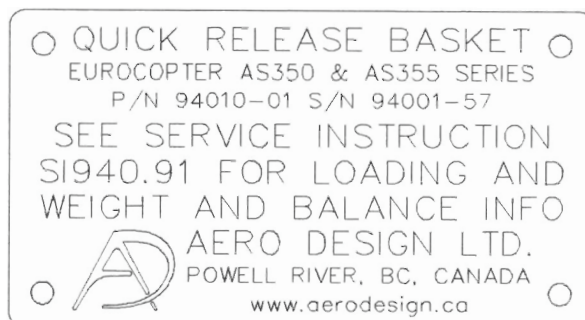 QUICK RELEASE BASKET
EUROCOPTER AS350 & AS355 SERIES
P/N 94010-01 S/N 94001-57
SEE SERVICE INSTRUCTION
SI940.91 FOR LOADING AND
WEIGHT AND BALANCE INFO
AERO DESIGN LTD.
POWELL RIVER, BC, CANADA
www.aerodesign.ca